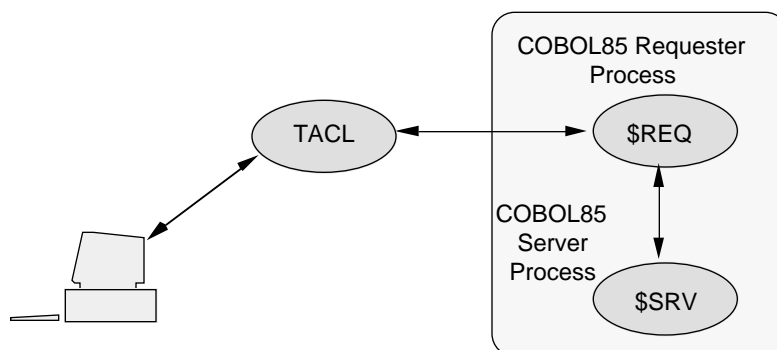 COBOL85 Requester
Process
TACL
$REQ
COBOL85
Server
Process
$SRV